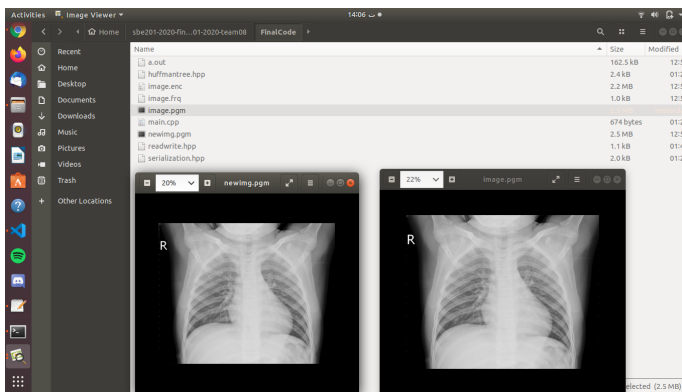 Activities Image Viewer ▾ 14:06 ت
Home sbe201-2020-fin...01-2020-team08 FinalCode
Recent
Home
Desktop
Documents
Downloads
Music
Pictures
Videos
Trash
+ Other Locations
Name Size Modified
a.out 162.5 kB
huffmantree.hpp 2.4 kB
image.enc 2.2 MB
image.frq 1.0 kB
image.pgm
main.cpp 674 bytes
newimg.pgm 2.5 MB
readwrite.hpp 1.1 kB
serialization.hpp 2.0 kB
20% newimg.pgm
R
22% image.pgm
R
elected (2.5 MB)